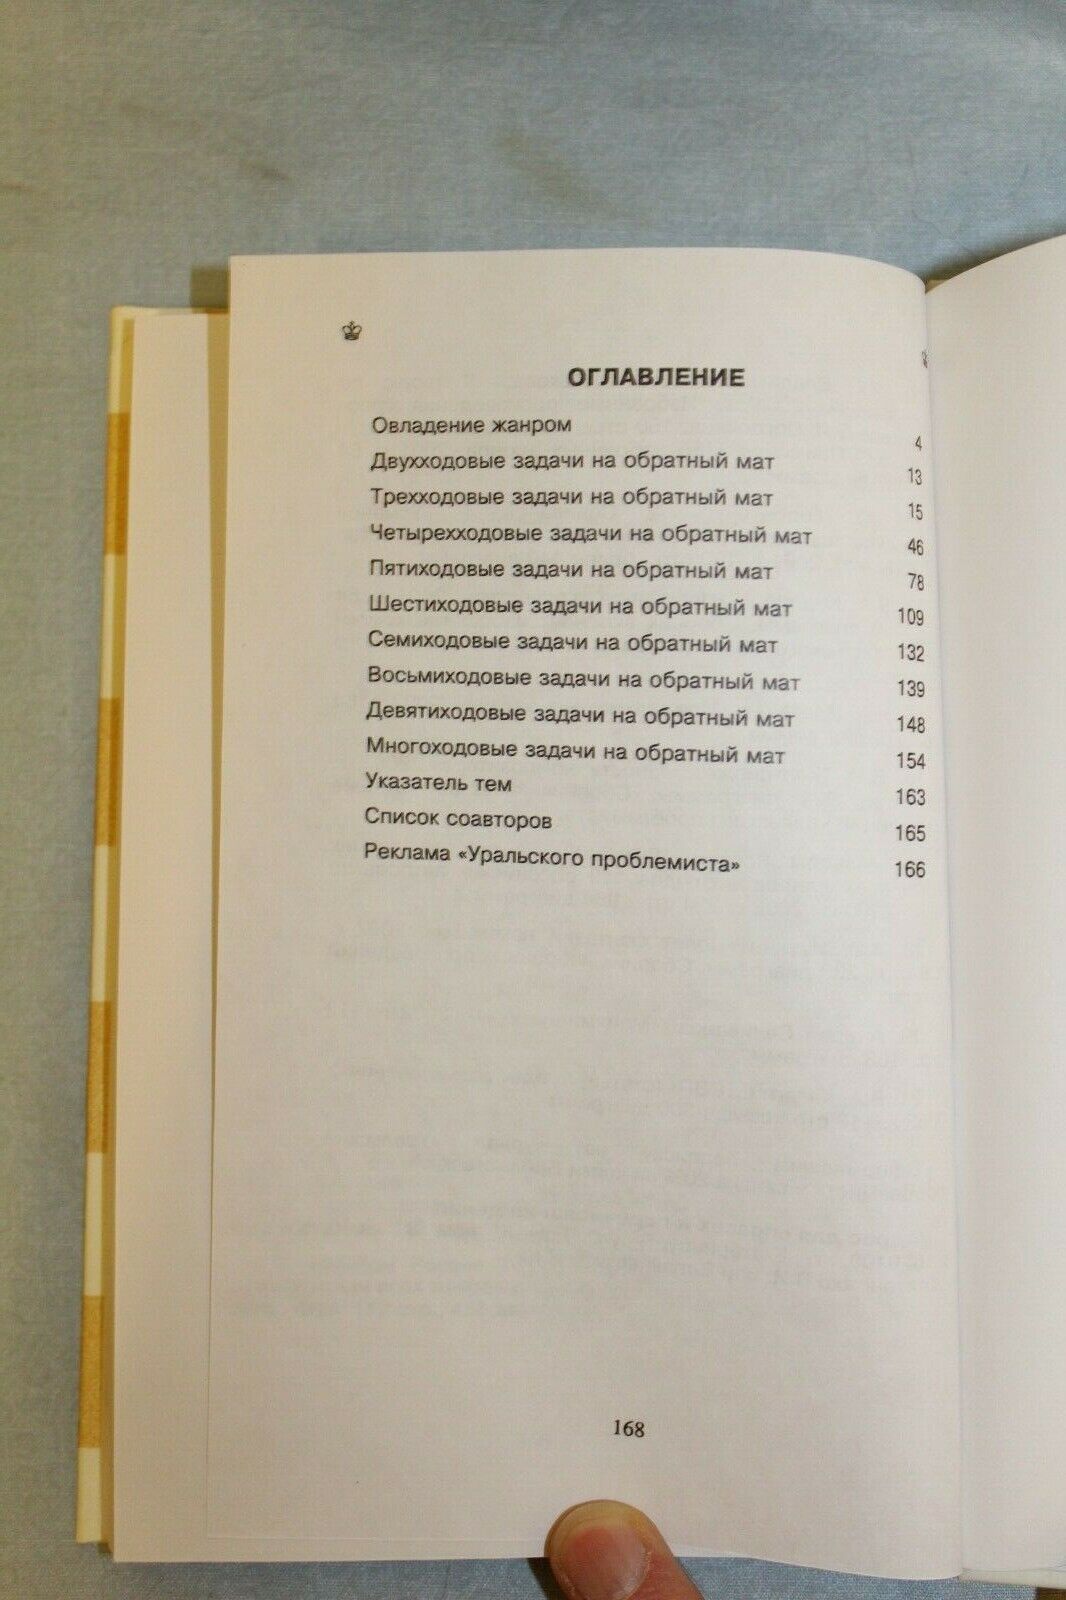 ОГЛАВЛЕНИЕ
Овладение жанром 4
Двухходовые задачи на обратный мат 13
Трехходовые задачи на обратный мат 15
Четырехходовые задачи на обратный мат 46
Пятиходовые задачи на обратный мат 78
Шестиходовые задачи на обратный мат 109
Семиходовые задачи на обратный мат 132
Восьмиходовые задачи на обратный мат 139
Девятиходовые задачи на обратный мат 148
Многоходовые задачи на обратный мат 154
Указатель тем 163
Список соавторов 165
Реклама «Уральского проблемиста» 166
168